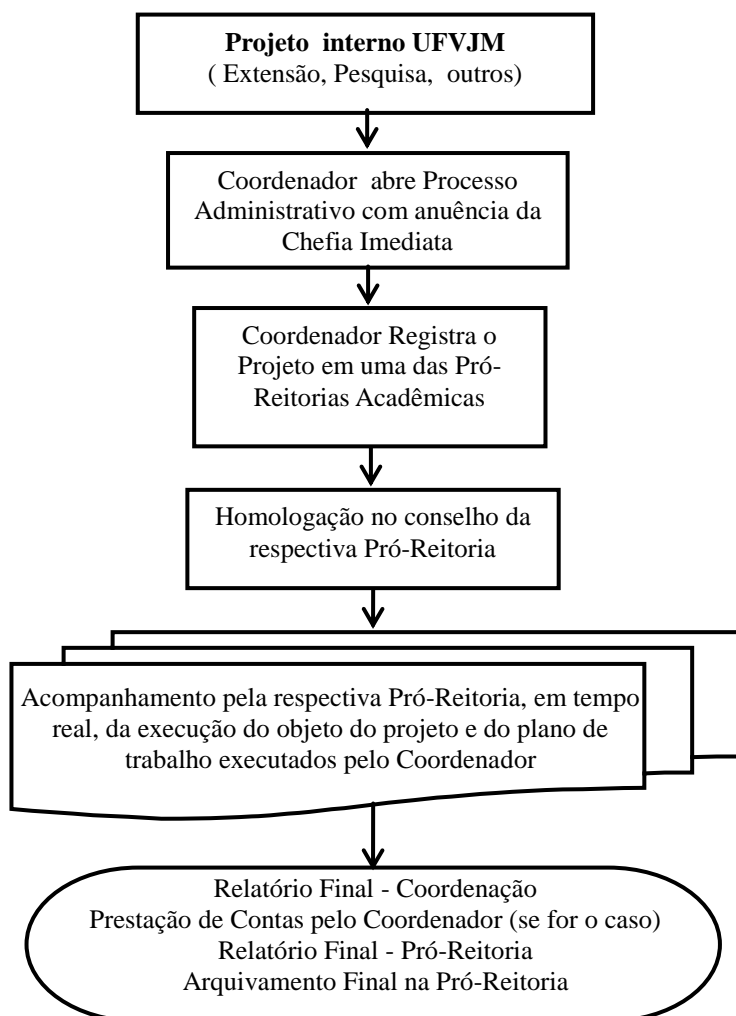 Projeto interno UFVJM
( Extensão, Pesquisa, outros)
Coordenador abre Processo
Administrativo com anuência da
Chefia Imediata
Coordenador Registra o
Projeto em uma das Pró-
Reitorias Acadêmicas
Homologação no conselho da
respectiva Pró-Reitoria
Acompanhamento pela respectiva Pró-Reitoria, em tempo
real, da execução do objeto do projeto e do plano de
trabalho executados pelo Coordenador
Relatório Final - Coordenação
Prestação de Contas pelo Coordenador (se for o caso)
Relatório Final - Pró-Reitoria
Arquivamento Final na Pró-Reitoria